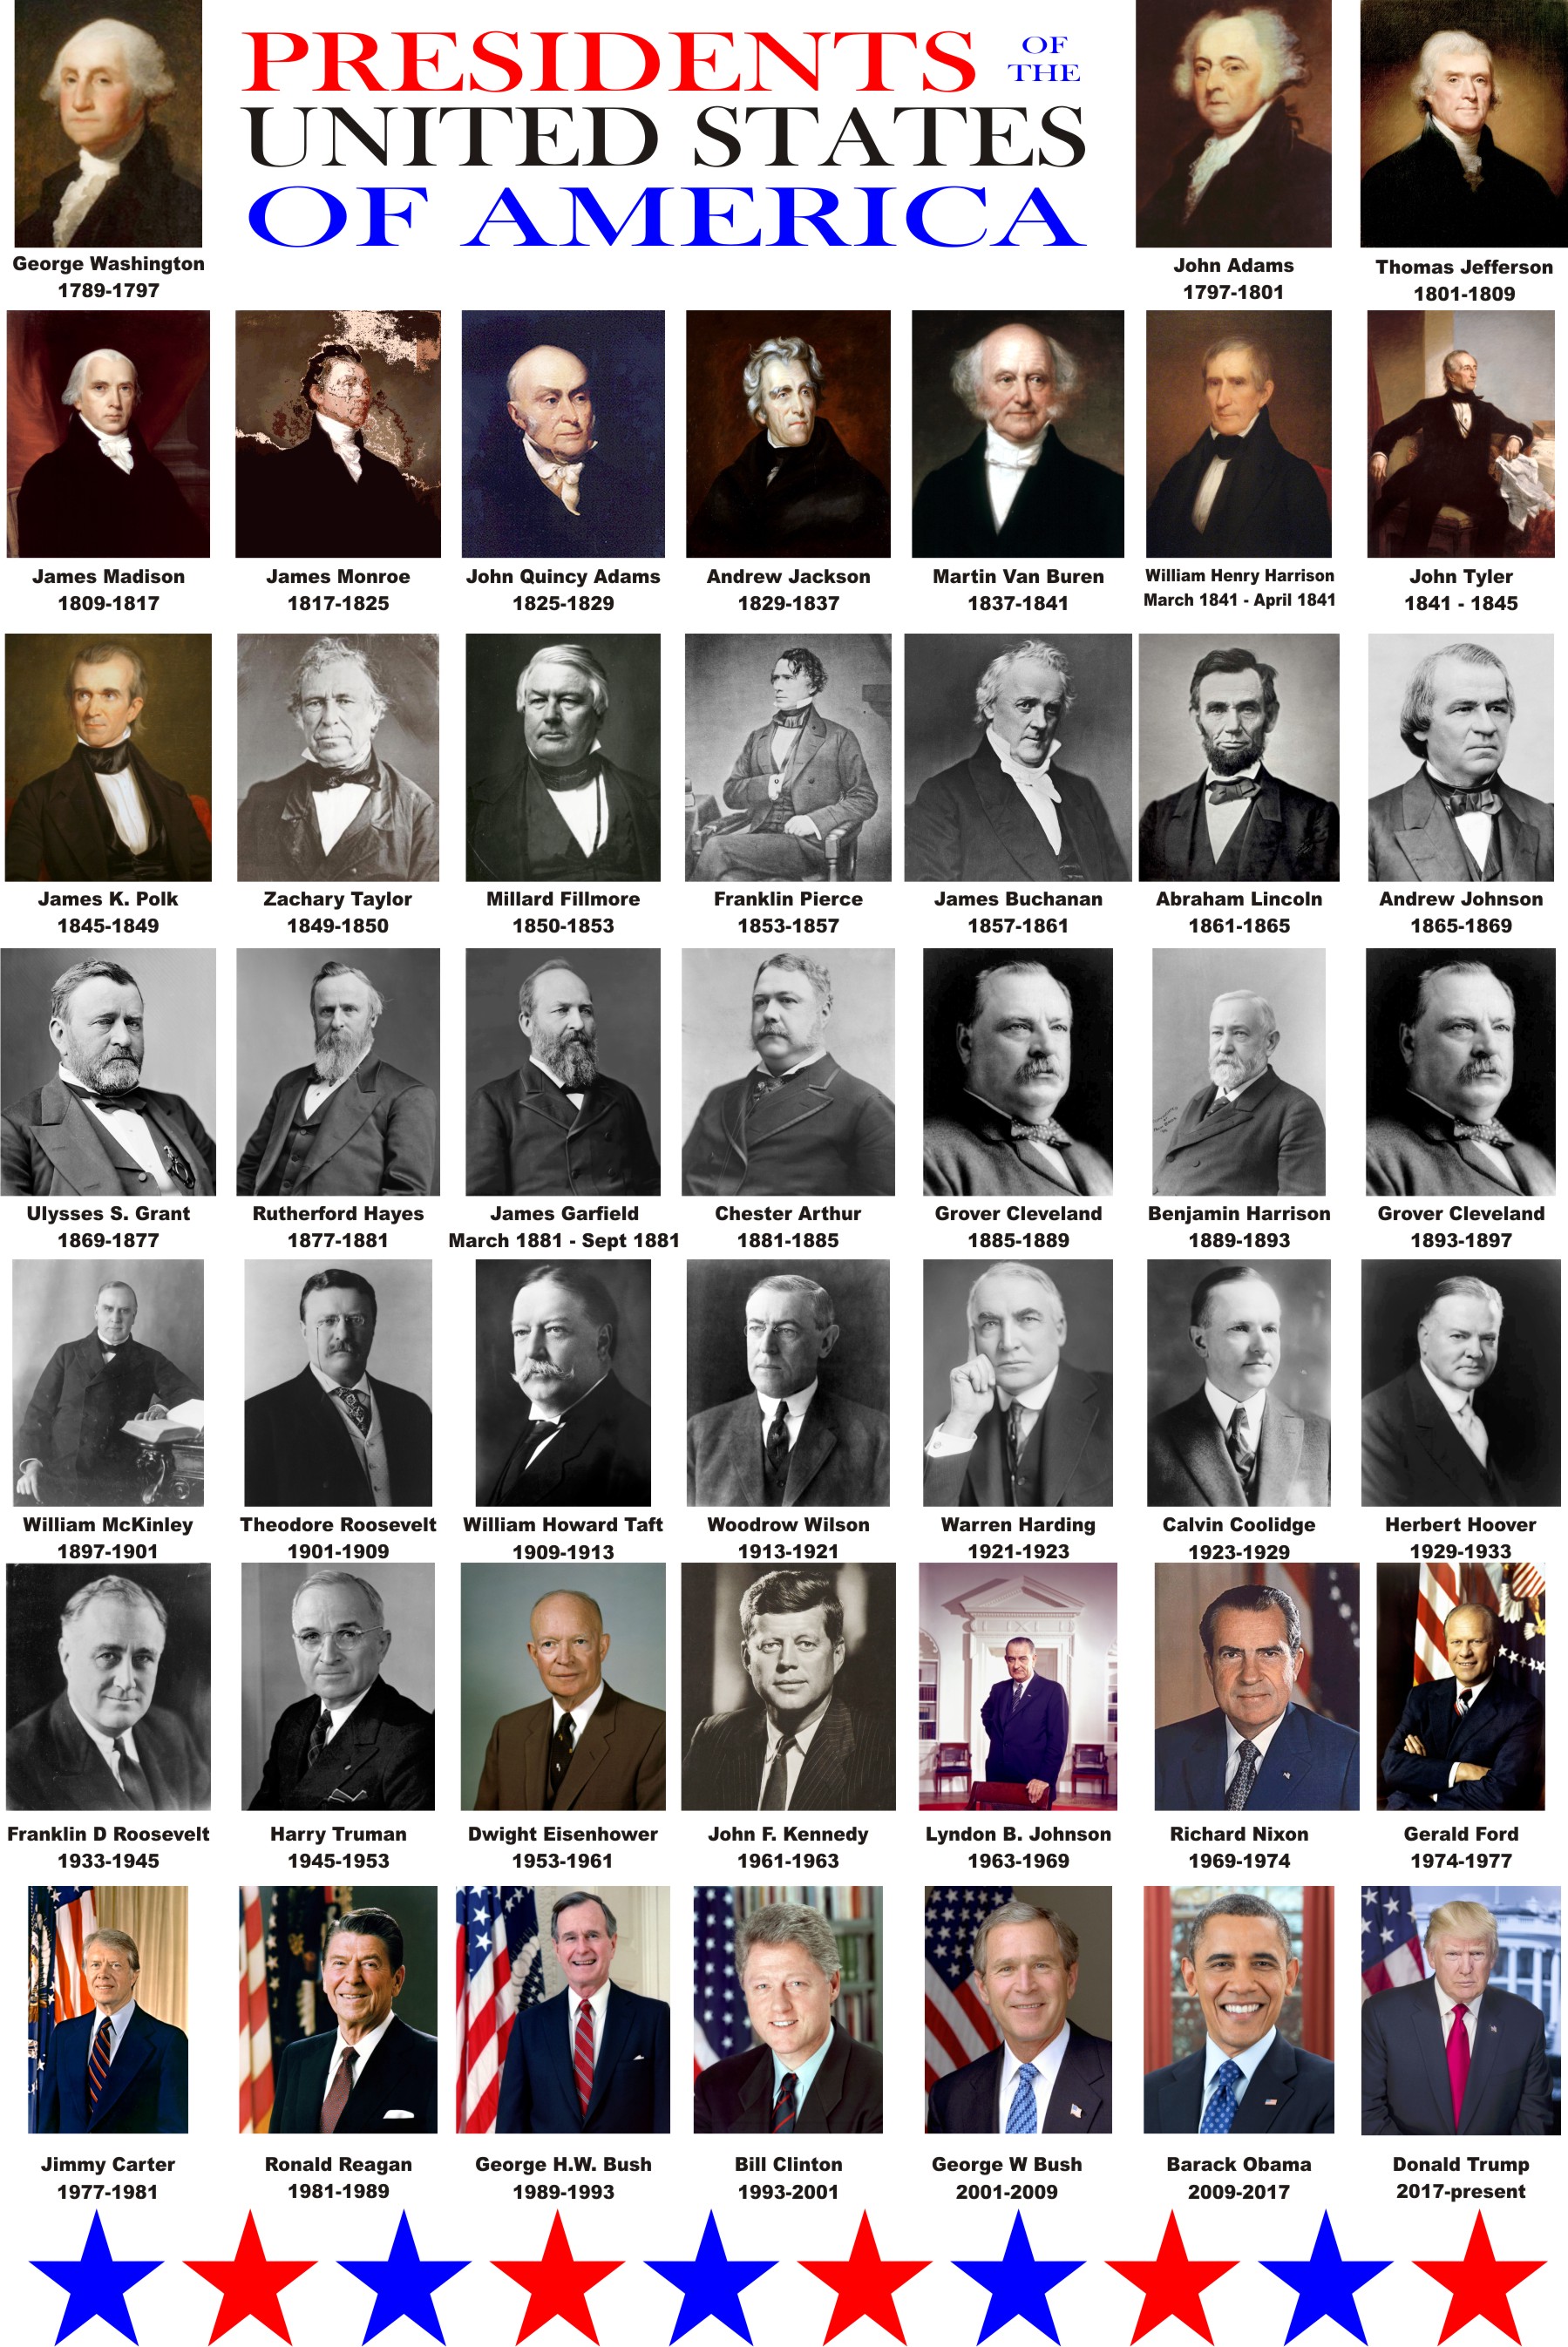 PRESIDENTS OF THE
UNITED STATES
OF AMERICA
George Washington
1789-1797
John Adams
1797-1801
Thomas Jefferson
1801-1809
James Madison
1809-1817
James Monroe
1817-1825
John Quincy Adams
1825-1829
Andrew Jackson
1829-1837
Martin Van Buren
1837-1841
William Henry Harrison
March 1841 - April 1841
John Tyler
1841 - 1845
James K. Polk
1845-1849
Zachary Taylor
1849-1850
Millard Fillmore
1850-1853
Franklin Pierce
1853-1857
James Buchanan
1857-1861
Abraham Lincoln
1861-1865
Andrew Johnson
1865-1869
Ulysses S. Grant
1869-1877
Rutherford Hayes
1877-1881
James Garfield
March 1881 - Sept 1881
Chester Arthur
1881-1885
Grover Cleveland
1885-1889
Benjamin Harrison
1889-1893
Grover Cleveland
1893-1897
William McKinley
1897-1901
Theodore Roosevelt
1901-1909
William Howard Taft
1909-1913
Woodrow Wilson
1913-1921
Warren Harding
1921-1923
Calvin Coolidge
1923-1929
Herbert Hoover
1929-1933
Franklin D Roosevelt
1933-1945
Harry Truman
1945-1953
Dwight Eisenhower
1953-1961
John F. Kennedy
1961-1963
Lyndon B. Johnson
1963-1969
Richard Nixon
1969-1974
Gerald Ford
1974-1977
Jimmy Carter
1977-1981
Ronald Reagan
1981-1989
George H.W. Bush
1989-1993
Bill Clinton
1993-2001
George W Bush
2001-2009
Barack Obama
2009-2017
Donald Trump
2017-present